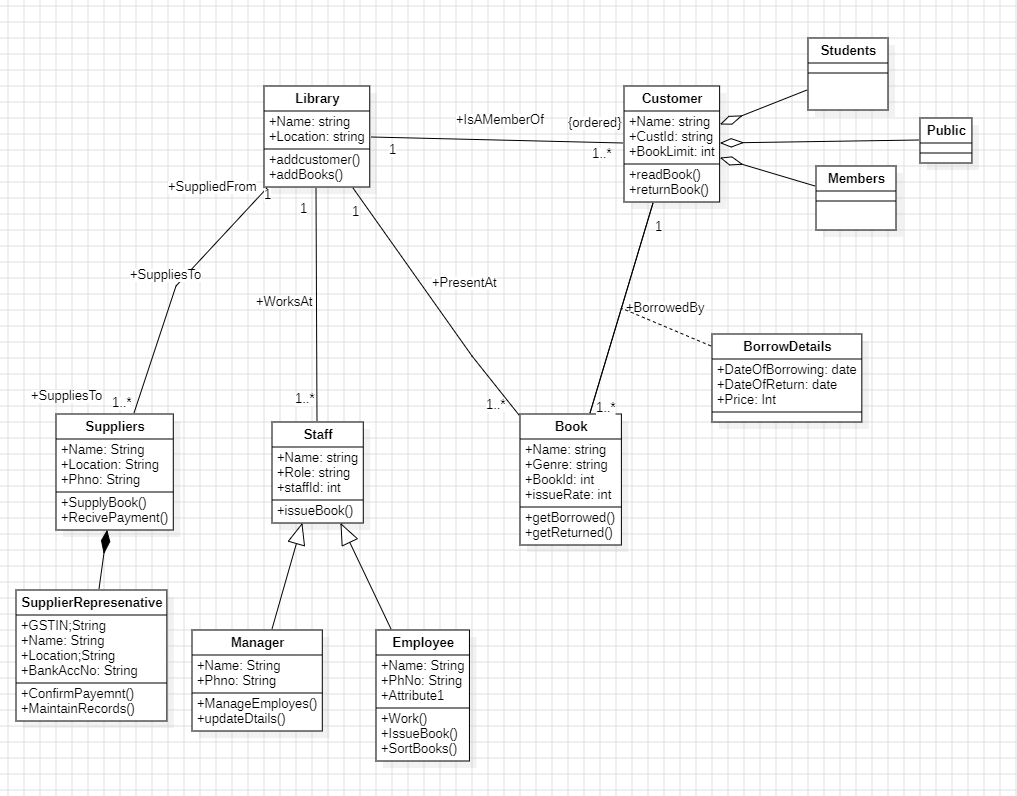 Students
Library
+Name: string
+Location: string
+addcustomer()
+addBooks()
+IsAMemberOf
{ordered}
1
1..*
Customer
+Name: string
+CustId: string
+BookLimit: int
+readBook()
+returnBook()
Public
Members
+SuppliedFrom
1
1
1
1
+SuppliesTo
+WorksAt
+PresentAt
+BorrowedBy
BorrowDetails
+DateOfBorrowing: date
+DateOfReturn: date
+Price: Int
+SuppliesTo
1..*
1..*
1..*
1..*
Suppliers
+Name: String
+Location: String
+Phno: String
+SupplyBook()
+RecivePayment()
Staff
+Name: string
+Role: string
+staffId: int
+issueBook()
Book
+Name: string
+Genre: string
+BookId: int
+issueRate: int
+getBorrowed()
+getReturned()
SupplierRepresenative
+GSTIN;String
+Name: String
+Location;String
+BankAccNo: String
+ConfirmPayemnt()
+MaintainRecords()
Manager
+Name: String
+Phno: String
+ManageEmployes()
+updateDtails()
Employee
+Name: String
+PhNo: String
+Attribute1
+Work()
+IssueBook()
+SortBooks()